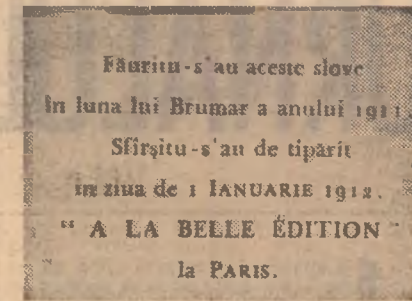 Făuritu-s'au aceste slove
în luna lui Brumar a anului 1911.
Sfîrşitu-s'au de tipărit
in ziua de 1 IANUARIE 1912.
“ A LA BELLE ÉDITION ”
la PARIS.